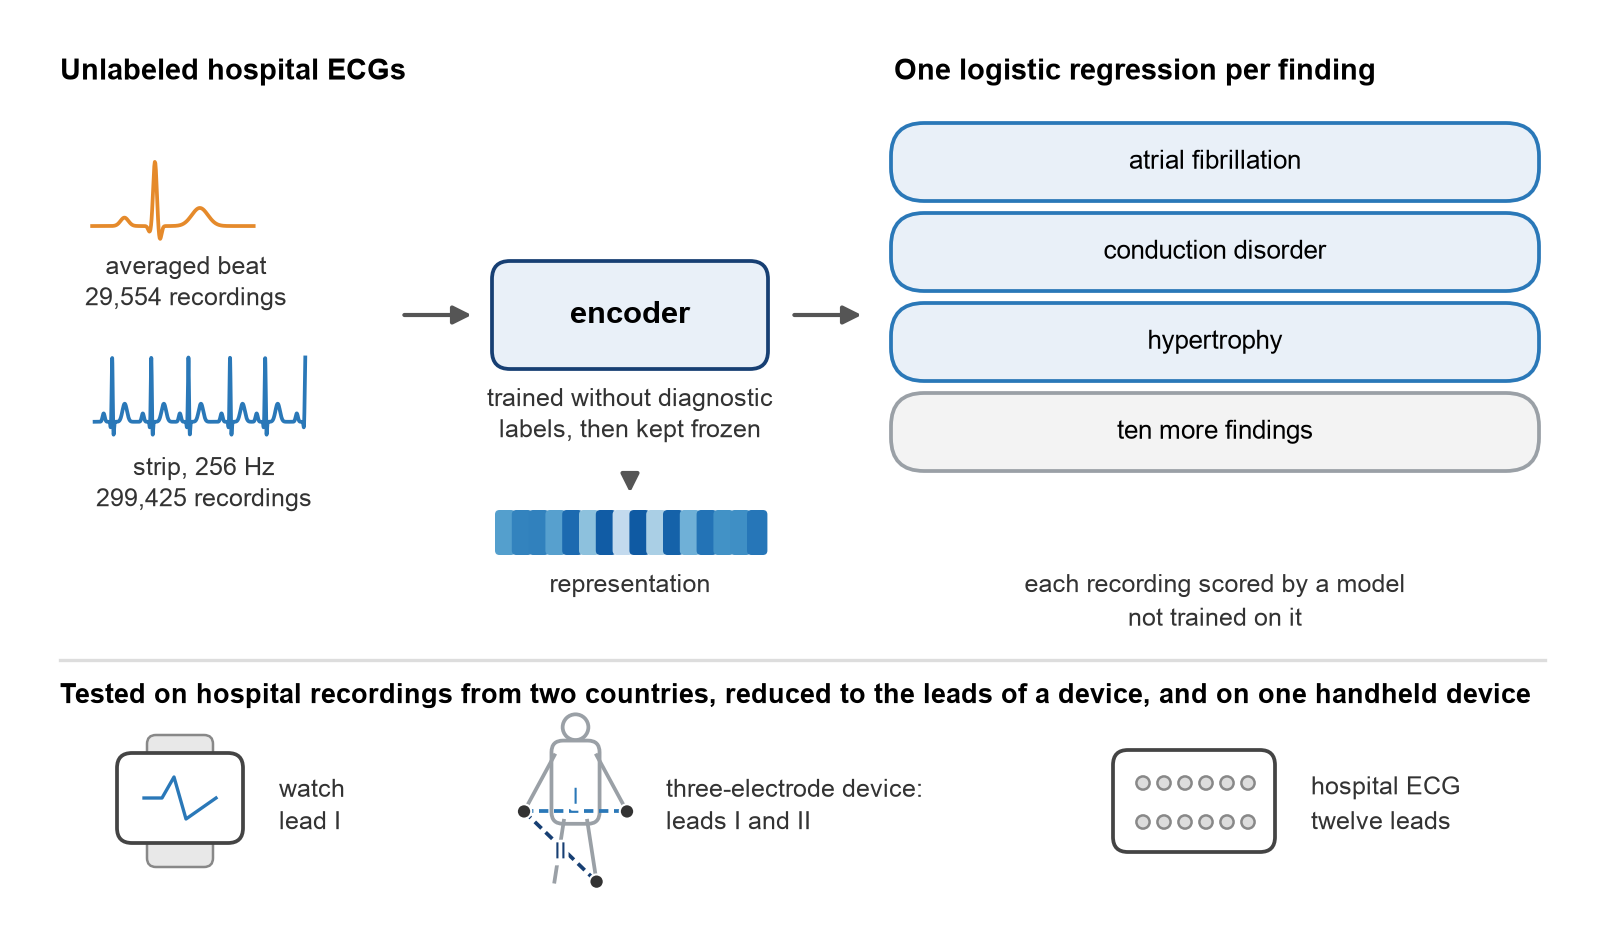 Unlabeled hospital ECGs
averaged beat
29,554 recordings
strip, 256 Hz
299,425 recordings
encoder
trained without diagnostic
labels, then kept frozen
representation
One logistic regression per finding
atrial fibrillation
conduction disorder
hypertrophy
ten more findings
each recording scored by a model
not trained on it
Tested on hospital recordings from two countries, reduced to the leads of a device, and on one handheld device
watch
lead I
I
II
three-electrode device:
leads I and II
hospital ECG
twelve leads